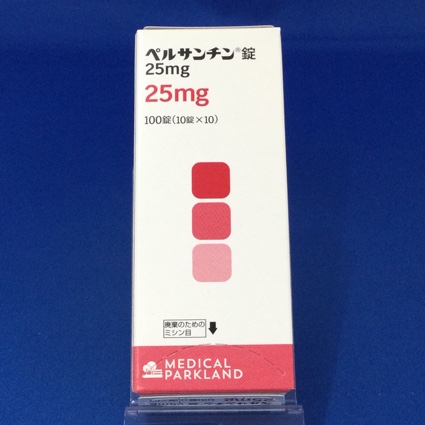 ペルサンチン®錠
25mg
25mg
100錠(10錠×10)
廃棄のための
ミシン目
MEDICAL
PARKLAND